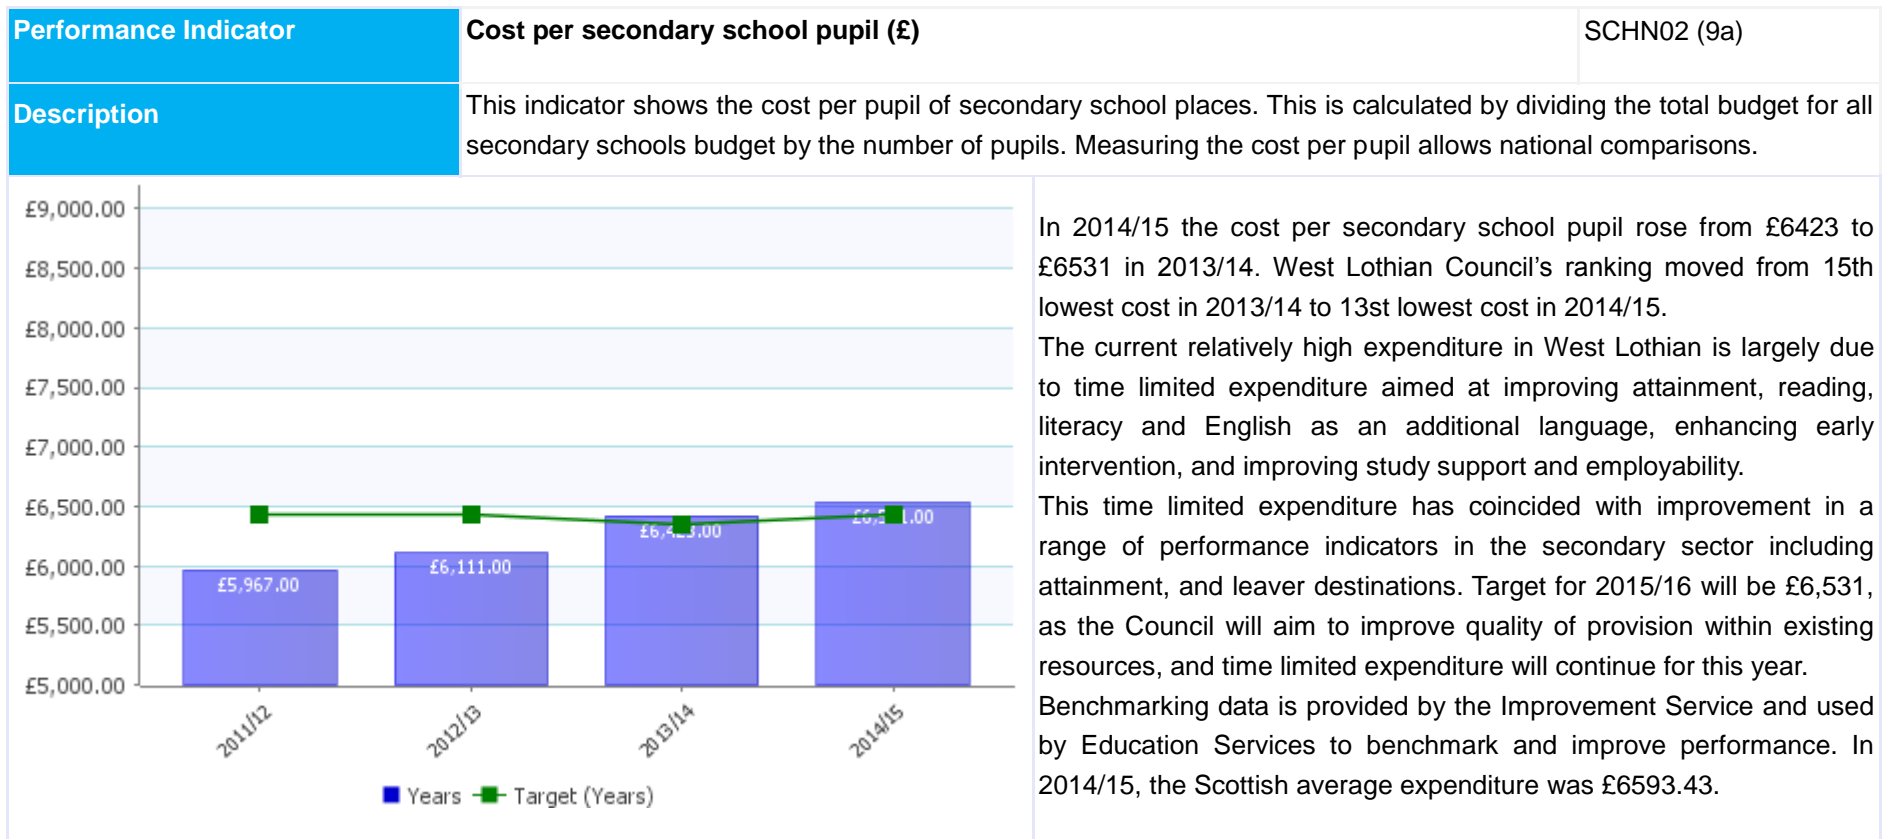 Performance Indicator
Cost per secondary school pupil (£)
SCHN02 (9a)
Description
This indicator shows the cost per pupil of secondary school places. This is calculated by dividing the total budget for all
secondary schools budget by the number of pupils. Measuring the cost per pupil allows national comparisons.
£9,000.00
£8,500.00
£8,000.00
£7,500.00
£7,000.00
£6,500.00
£6,000.00
£5,500.00
£5,000.00
£5,967.00
£6,111.00
2011/12
2012/13
2013/14
2014/15
Years
Target (Years)
In 2014/15 the cost per secondary school pupil rose from £6423 to
£6531 in 2013/14. West Lothian Council's ranking moved from 15th
lowest cost in 2013/14 to 13st lowest cost in 2014/15.
The current relatively high expenditure in West Lothian is largely due
to time limited expenditure aimed at improving attainment, reading,
literacy and English as an additional language, enhancing early
intervention, and improving study support and employability.
This time limited expenditure has coincided with improvement in a
range of performance indicators in the secondary sector including
attainment, and leaver destinations. Target for 2015/16 will be £6,531,
as the Council will aim to improve quality of provision within existing
resources, and time limited expenditure will continue for this year.
Benchmarking data is provided by the Improvement Service and used
by Education Services to benchmark and improve performance. In
2014/15, the Scottish average expenditure was £6593.43.